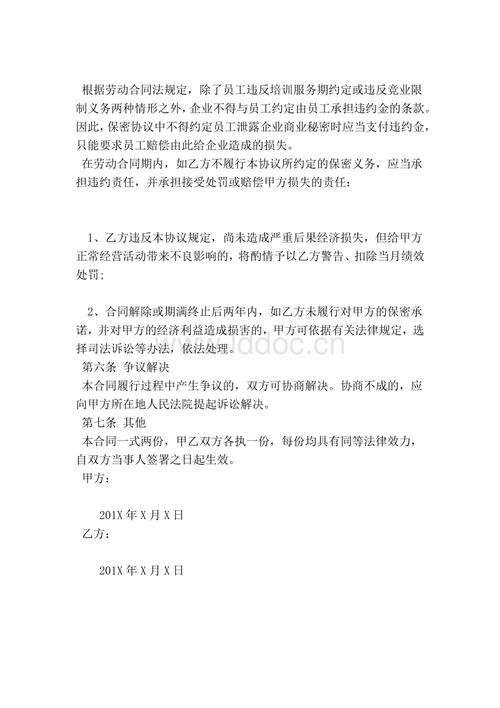 根据劳动合同法规定，除了员工违反培训服务期约定或违反竞业限
制义务两种情形之外，企业不得与员工约定由员工承担违约金的条款。
因此，保密协议中不得约定员工泄露企业商业秘密时应当支付违约金，
只能要求员工赔偿由此给企业造成的损失。
在劳动合同期内，如乙方不履行本协议所约定的保密义务，应当承
担违约责任，并承担接受处罚或赔偿甲方损失的责任：
1、乙方违反本协议规定，尚未造成严重后果经济损失，但给甲方
正常经营活动带来不良影响的，将酌情予以乙方警告、扣除当月绩效
处罚；
2、合同解除或期满终止后两年内，如乙方未履行对甲方的保密承
诺，并对甲方的经济利益造成损害的，甲方可依据有关法律规定，选
择司法诉讼等办法，依法处理。
www.lddoc.cn
第六条 争议解决
本合同履行过程中产生争议的，双方可协商解决。协商不成的，应
向甲方所在地人民法院提起诉讼解决。
第七条 其他
本合同一式两份，甲乙双方各执一份，每份均具有同等法律效力，
自双方当事人签署之日起生效。
甲方：
201X 年 X 月 X 日
乙方：
201X 年 X 月 X 日